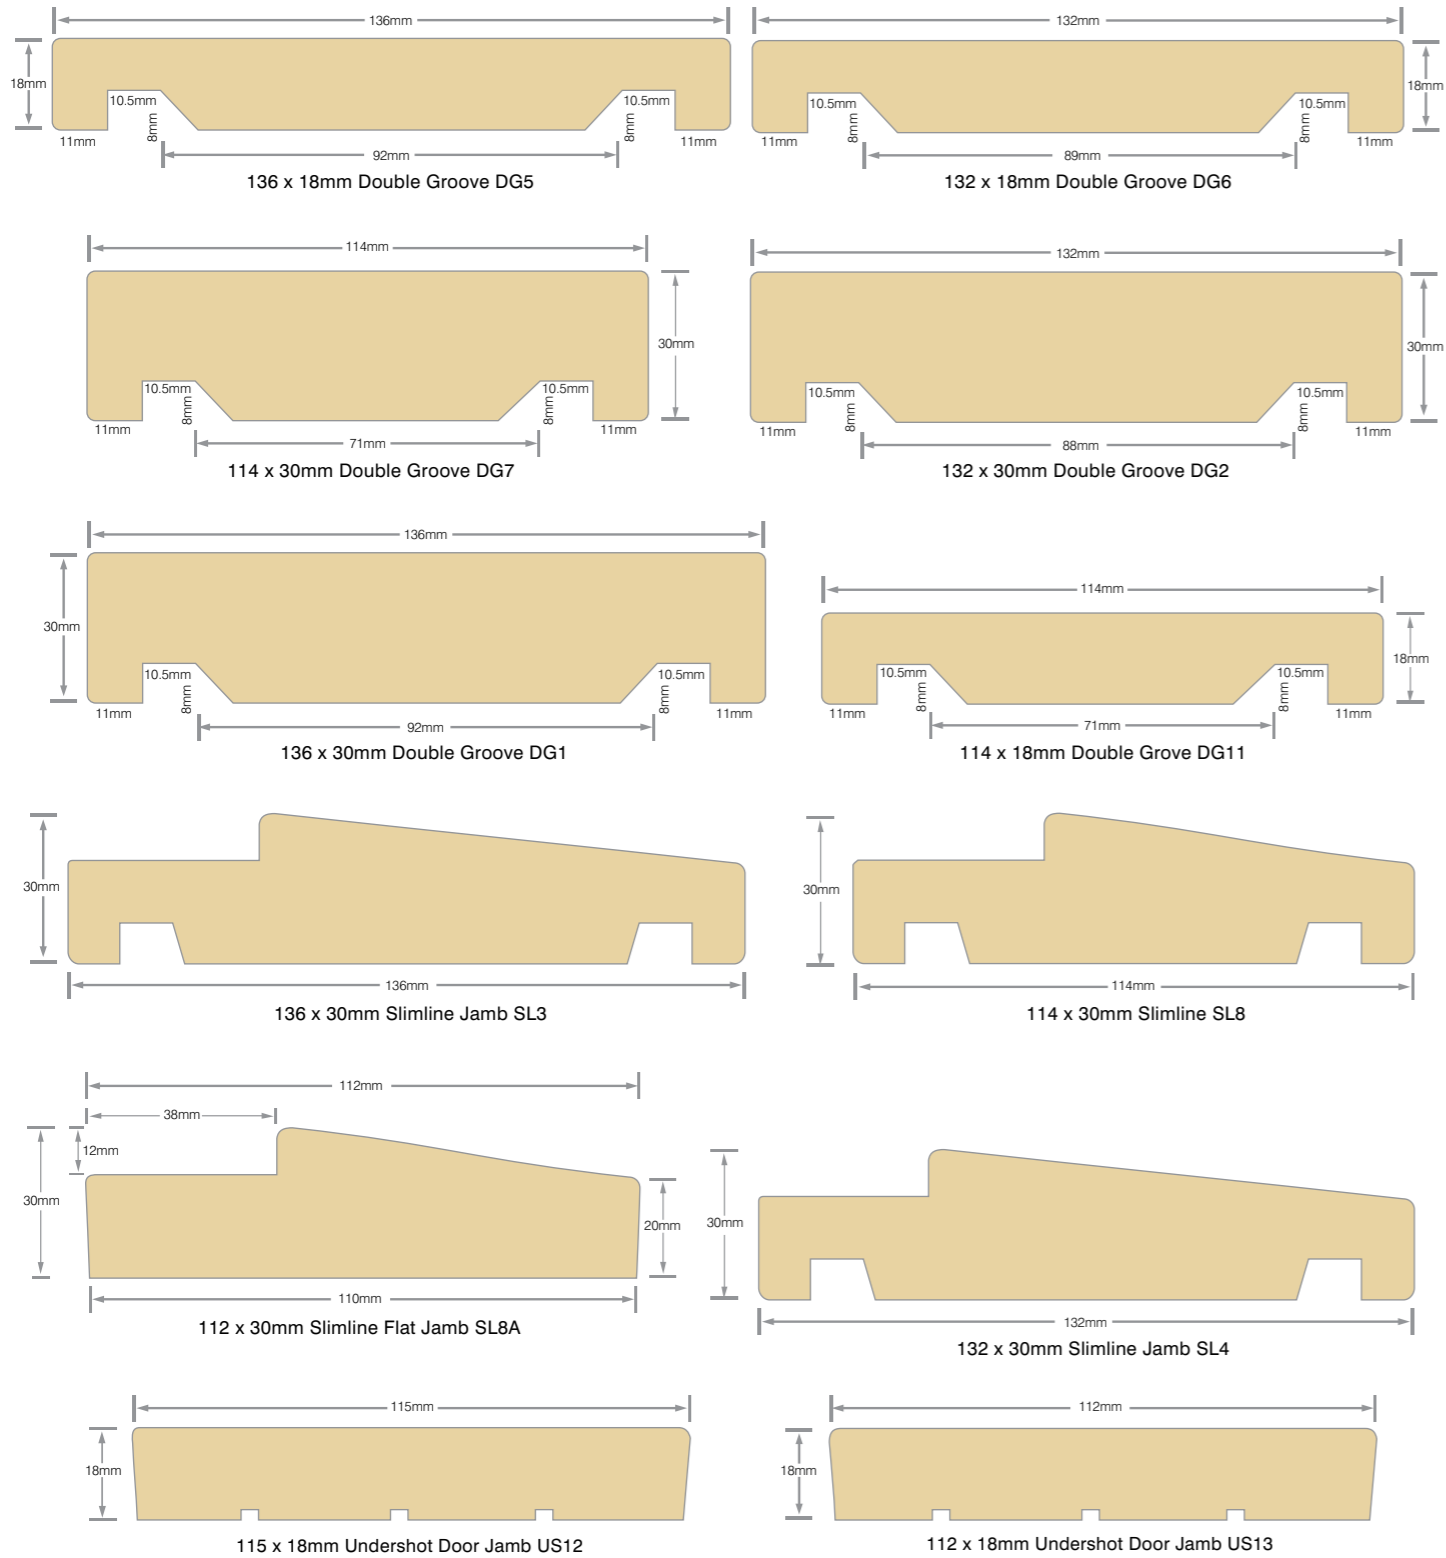 136mm
18mm
10.5mm
10.5mm
11mm
8mm
8mm
11mm
92mm
136 x 18mm Double Groove DG5
132mm
18mm
10.5mm
10.5mm
11mm
8mm
8mm
11mm
89mm
132 x 18mm Double Groove DG6
114mm
30mm
10.5mm
10.5mm
11mm
8mm
8mm
11mm
71mm
114 x 30mm Double Groove DG7
132mm
30mm
10.5mm
10.5mm
11mm
8mm
8mm
11mm
88mm
132 x 30mm Double Groove DG2
136mm
30mm
10.5mm
10.5mm
11mm
8mm
8mm
11mm
92mm
136 x 30mm Double Groove DG1
114mm
18mm
10.5mm
10.5mm
11mm
8mm
8mm
11mm
71mm
114 x 18mm Double Grove DG11
30mm
136mm
136 x 30mm Slimline Jamb SL3
30mm
114mm
114 x 30mm Slimline SL8
112mm
38mm
12mm
30mm
20mm
110mm
112 x 30mm Slimline Flat Jamb SL8A
30mm
132mm
132 x 30mm Slimline Jamb SL4
115mm
18mm
115 x 18mm Undershot Door Jamb US12
112mm
18mm
112 x 18mm Undershot Door Jamb US13